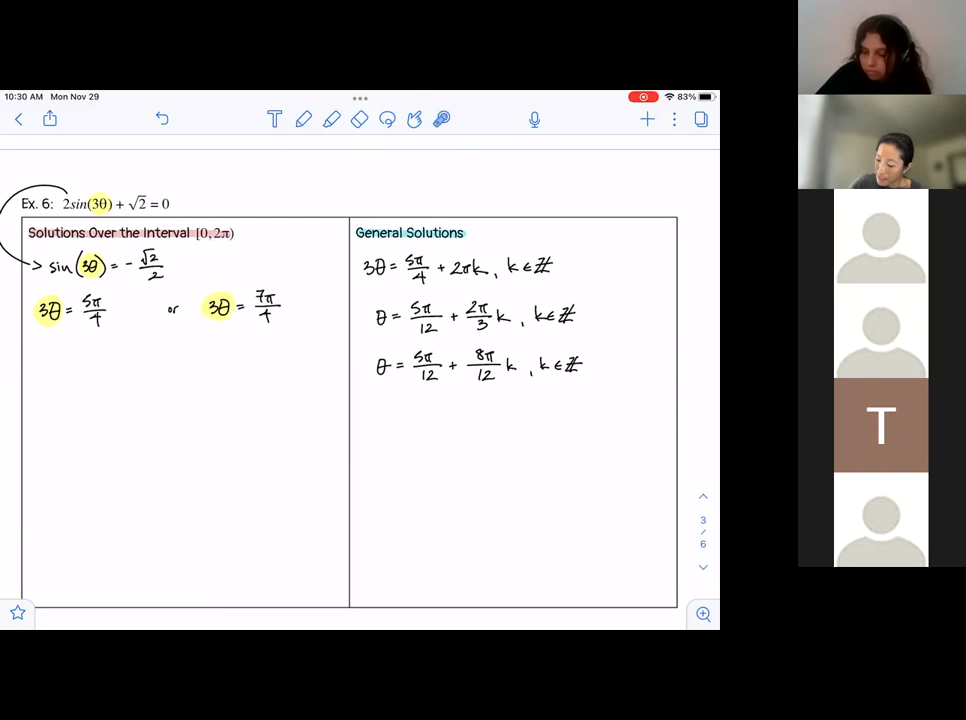 10:30 AM Mon Nov 29
83%
Ex. 6: 2sin(3θ) + √2 = 0
Solutions Over the Interval [0, 2π)
> sin(3θ) = - √2/2
3θ = 5π/4 or 3θ = 7π/4
General Solutions
3θ = 5π/4 + 2πk, k ∈ ℤ
θ = 5π/12 + 2π/3 k, k ∈ ℤ
θ = 5π/12 + 8π/12 k, k ∈ ℤ
3
/
6
T
T